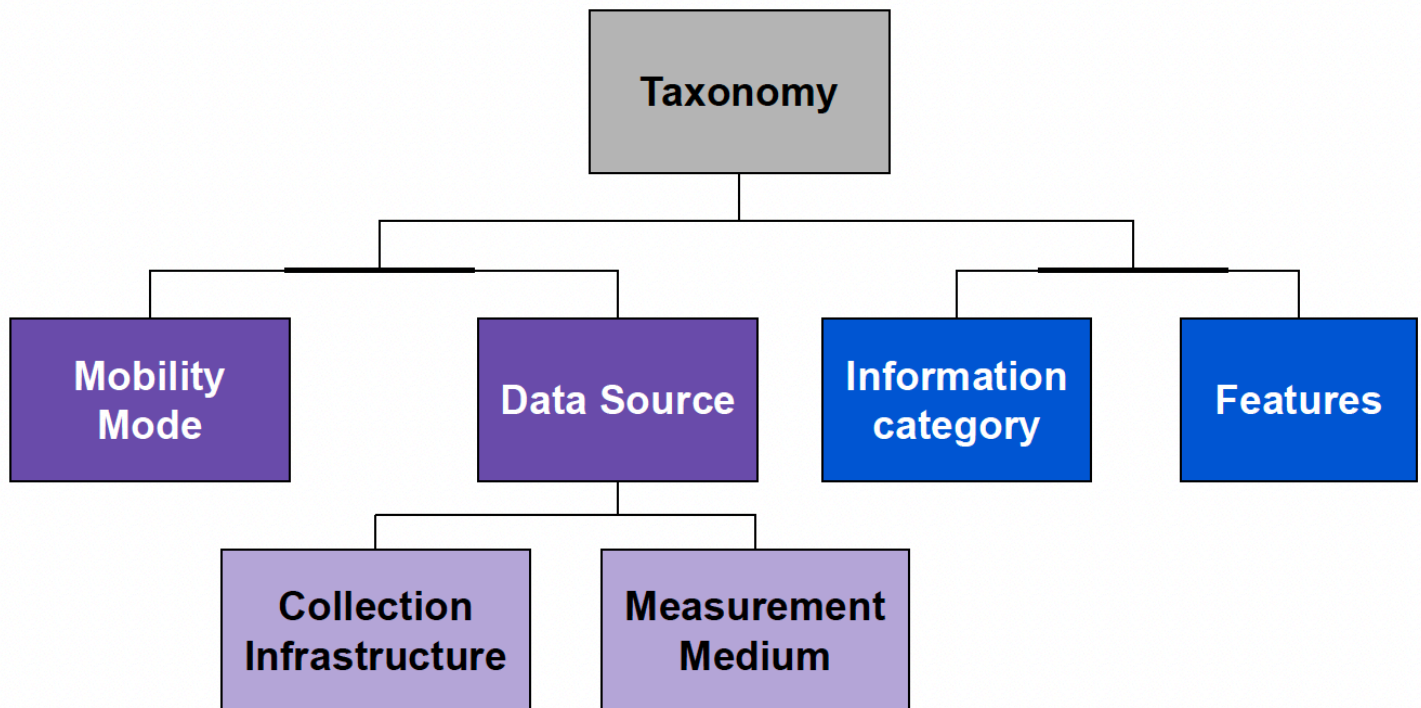 Taxonomy
Mobility
Mode
Data Source
Information
category
Features
Collection
Infrastructure
Measurement
Medium